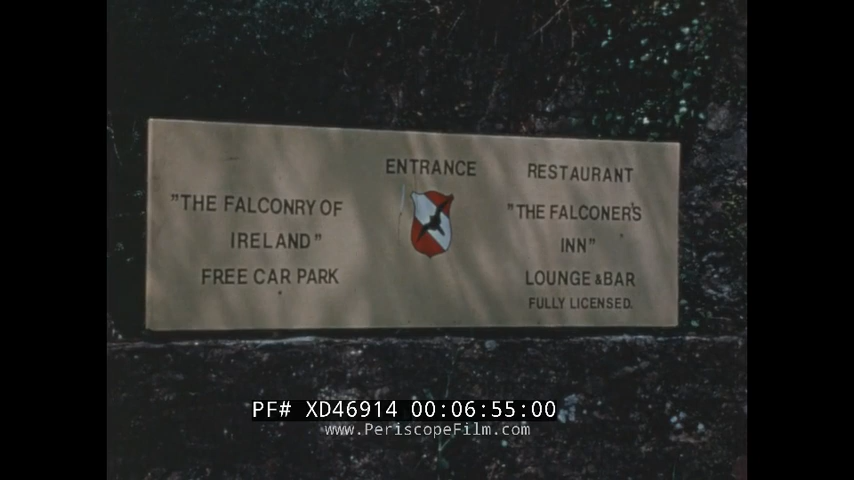 ENTRANCE
"THE FALCONRY OF
IRELAND"
FREE CAR PARK
RESTAURANT
"THE FALCONER'S
INN"
LOUNGE & BAR
FULLY LICENSED.
PF# XD46914 00:06:55:00
www.PeriscopeFilm.com